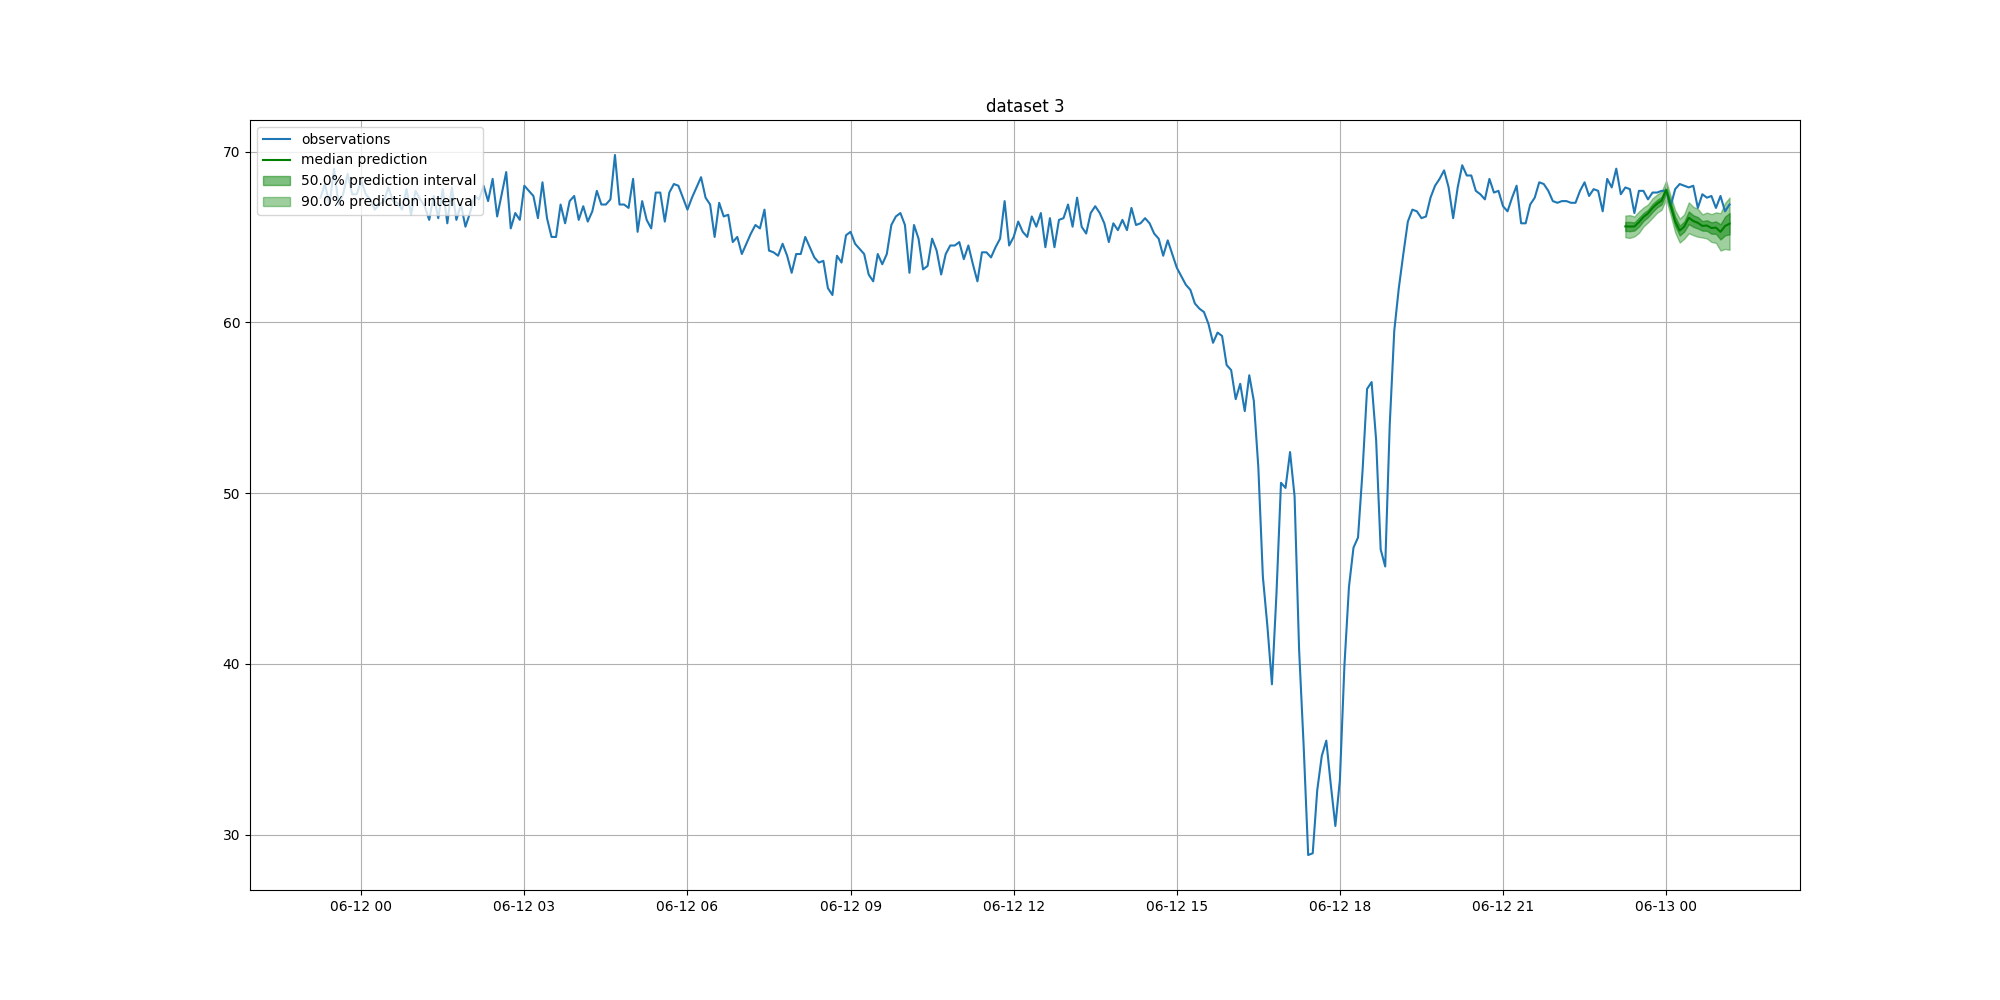 dataset 3
observations
median prediction
50.0% prediction interval
90.0% prediction interval
70
60
50
40
30
06-12 00
06-12 03
06-12 06
06-12 09
06-12 12
06-12 15
06-12 18
06-12 21
06-13 00